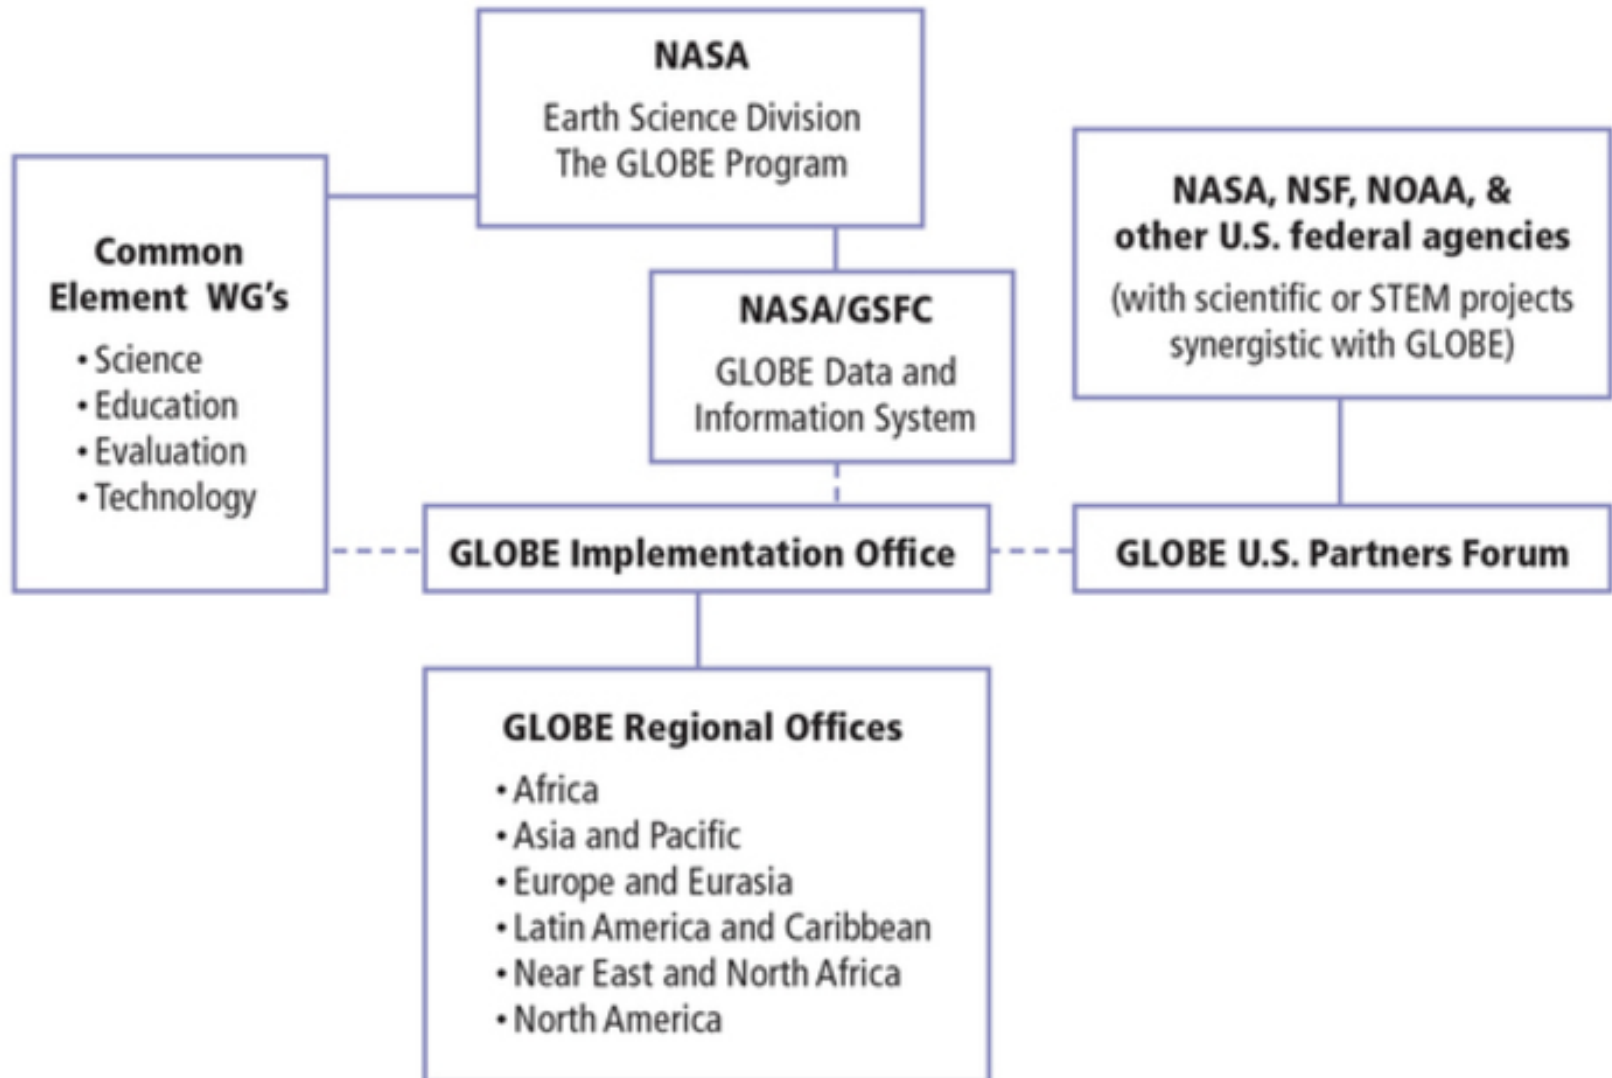 NASA
Earth Science Division
The GLOBE Program
Common
Element WG's
• Science
• Education
• Evaluation
• Technology
NASA/GSFC
GLOBE Data and
Information System
NASA, NSF, NOAA, &
other U.S. federal agencies
(with scientific or STEM projects
synergistic with GLOBE)
GLOBE Implementation Office
GLOBE U.S. Partners Forum
GLOBE Regional Offices
• Africa
• Asia and Pacific
• Europe and Eurasia
• Latin America and Caribbean
• Near East and North Africa
• North America